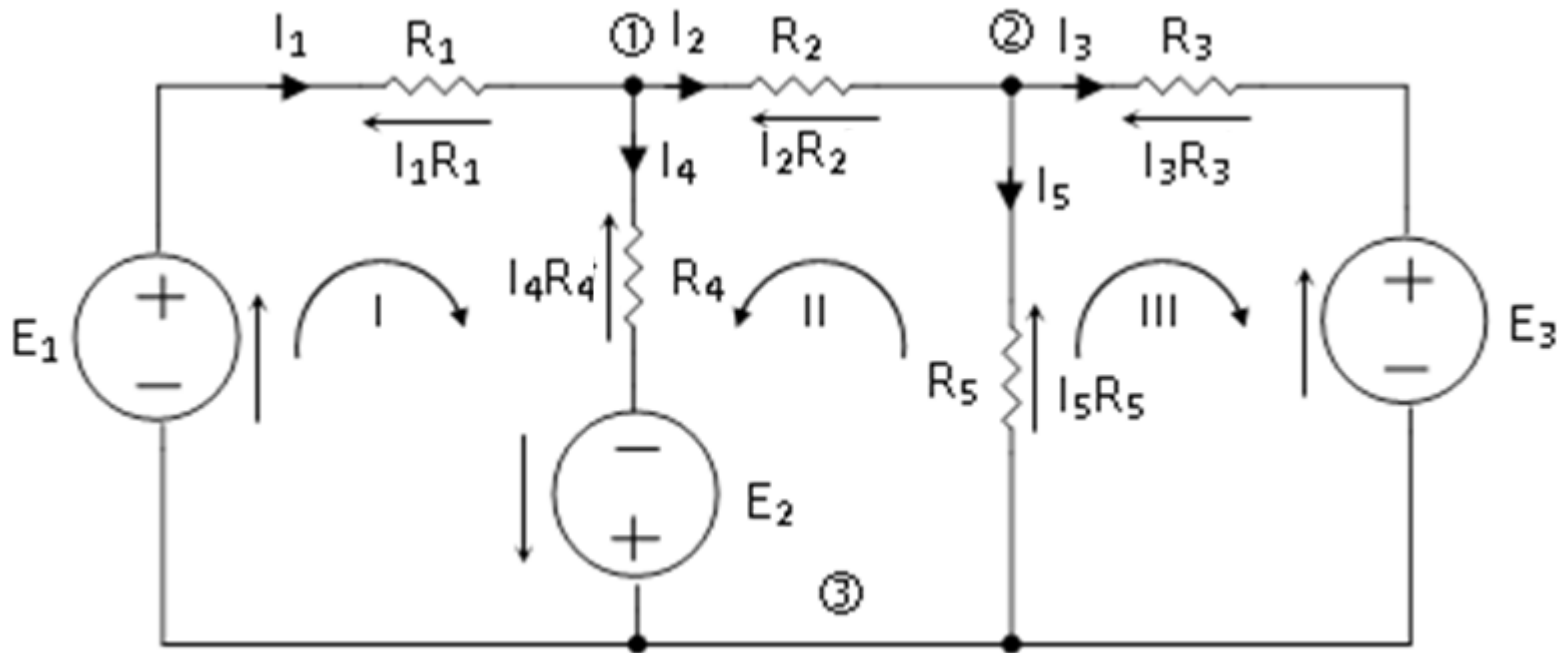 I₁ R₁ ① I₂ R₂ ② I₃ R₃
I₁R₁ I₄ I₂R₂ I₅ I₃R₃
I₄R₄ R₄
+ I II III +
E₁ E₃
− R₅ I₅R₅ −
− E₂
+
③